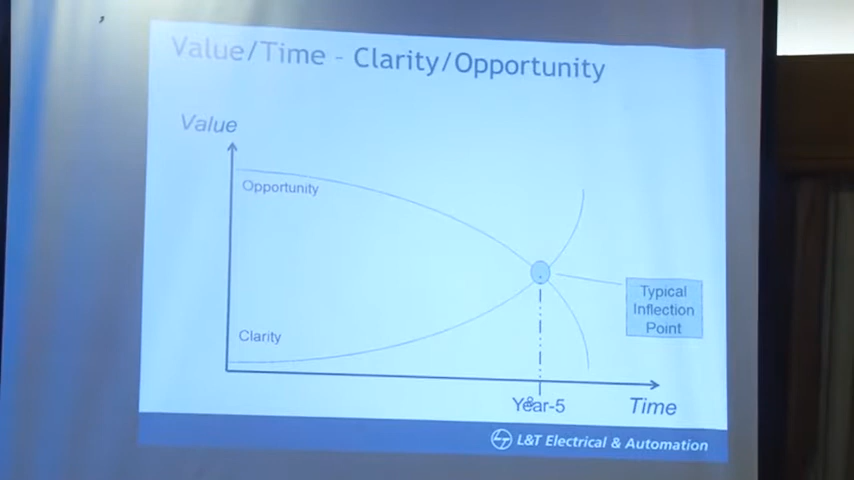 Value/Time - Clarity/Opportunity
Value
Opportunity
Clarity
Typical
Inflection
Point
Year-5
Time
L&T Electrical & Automation